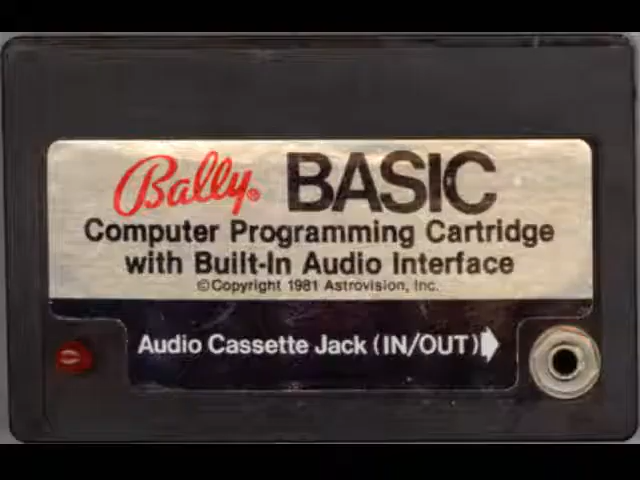 Bally® BASIC
Computer Programming Cartridge
with Built-In Audio Interface
©Copyright 1981 Astrovision, Inc.
Audio Cassette Jack (IN/OUT)